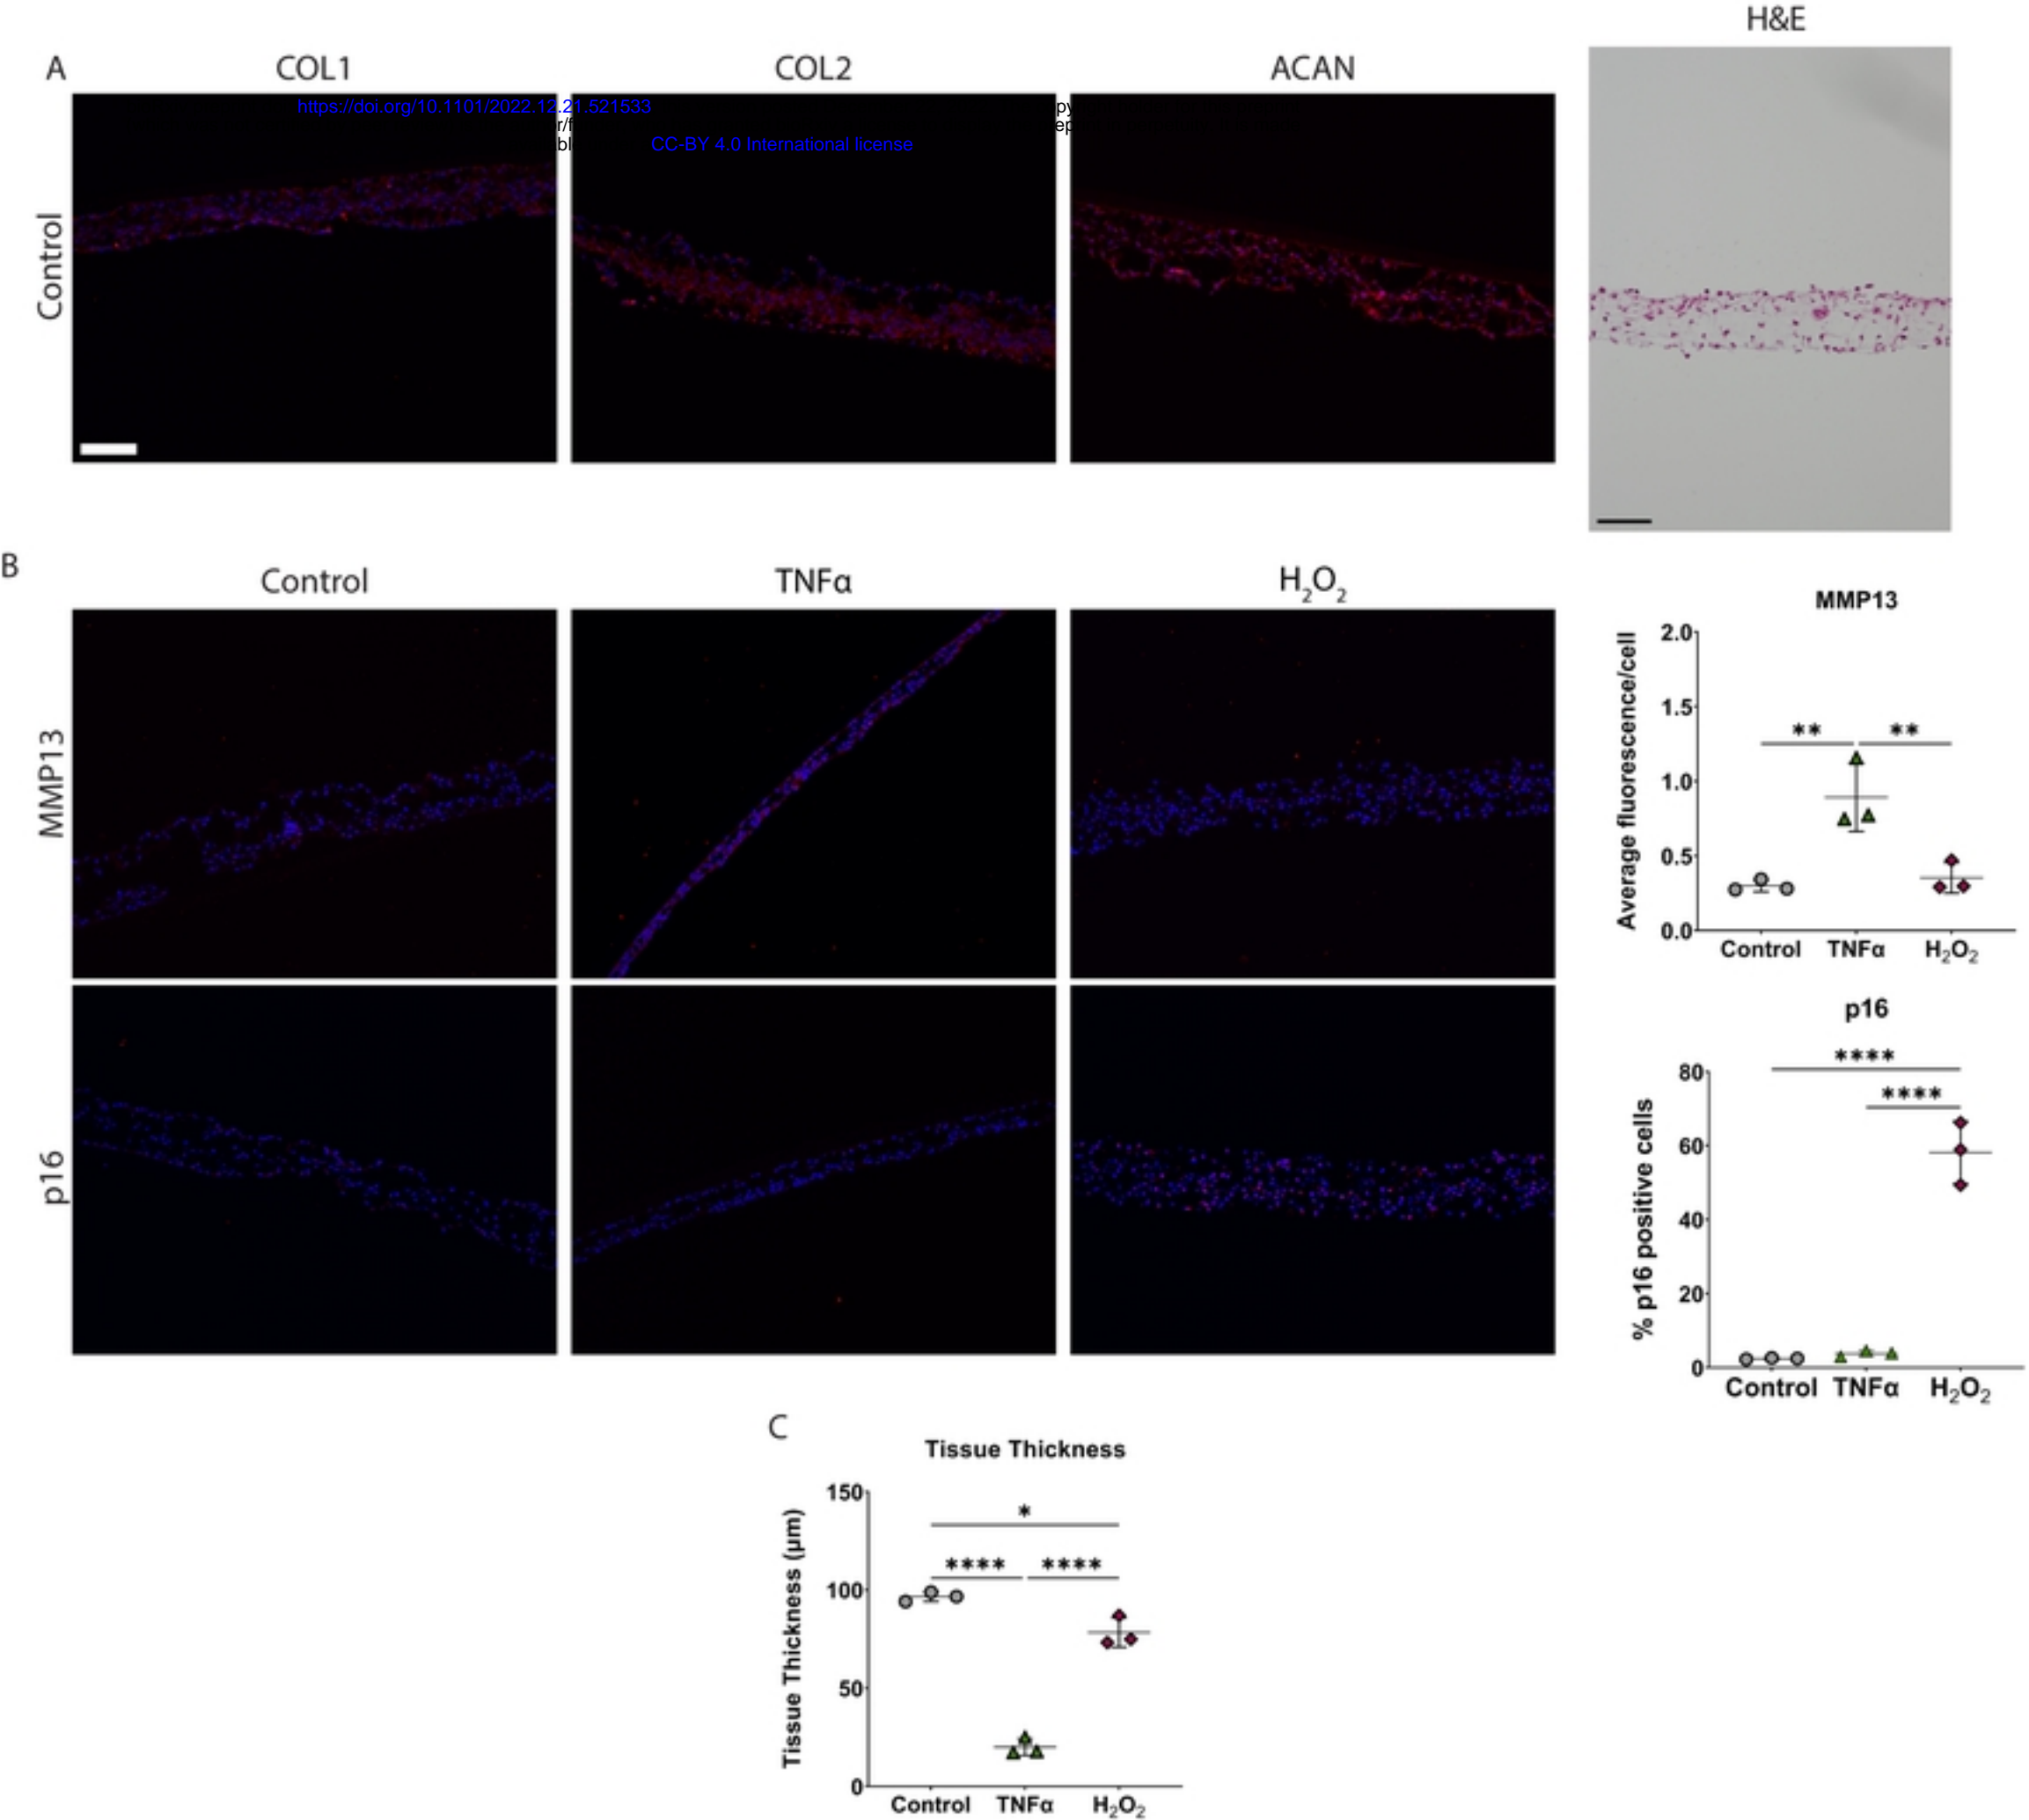 H&E
A
COL1
COL2
ACAN
https://doi.org/10.1101/2022.12.21.521533
CC-BY 4.0 International license
Control
B
Control
TNFα
H₂O₂
MMP13
p16
MMP13
Average fluorescence/cell
2.0
1.5
1.0
0.5
0.0
** **
Control TNFα H₂O₂
p16
% p16 positive cells
80
60
40
20
0
****
****
Control TNFα H₂O₂
C
Tissue Thickness
Tissue Thickness (µm)
150
100
50
0
*
**** ****
Control TNFα H₂O₂